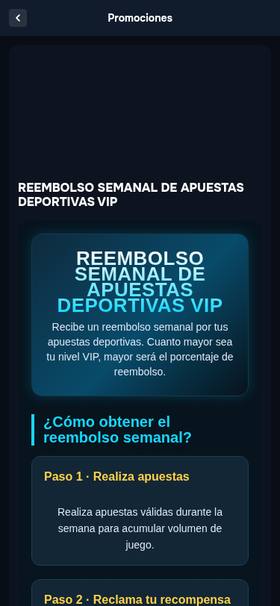 Promociones
REEMBOLSO SEMANAL DE APUESTAS
DEPORTIVAS VIP
REEMBOLSO
SEMANAL DE
APUESTAS
DEPORTIVAS VIP
Recibe un reembolso semanal por tus
apuestas deportivas. Cuanto mayor sea
tu nivel VIP, mayor será el porcentaje de
reembolso.
¿Cómo obtener el
reembolso semanal?
Paso 1 · Realiza apuestas
Realiza apuestas válidas durante la
semana para acumular volumen de
juego.
Paso 2 · Reclama tu recompensa